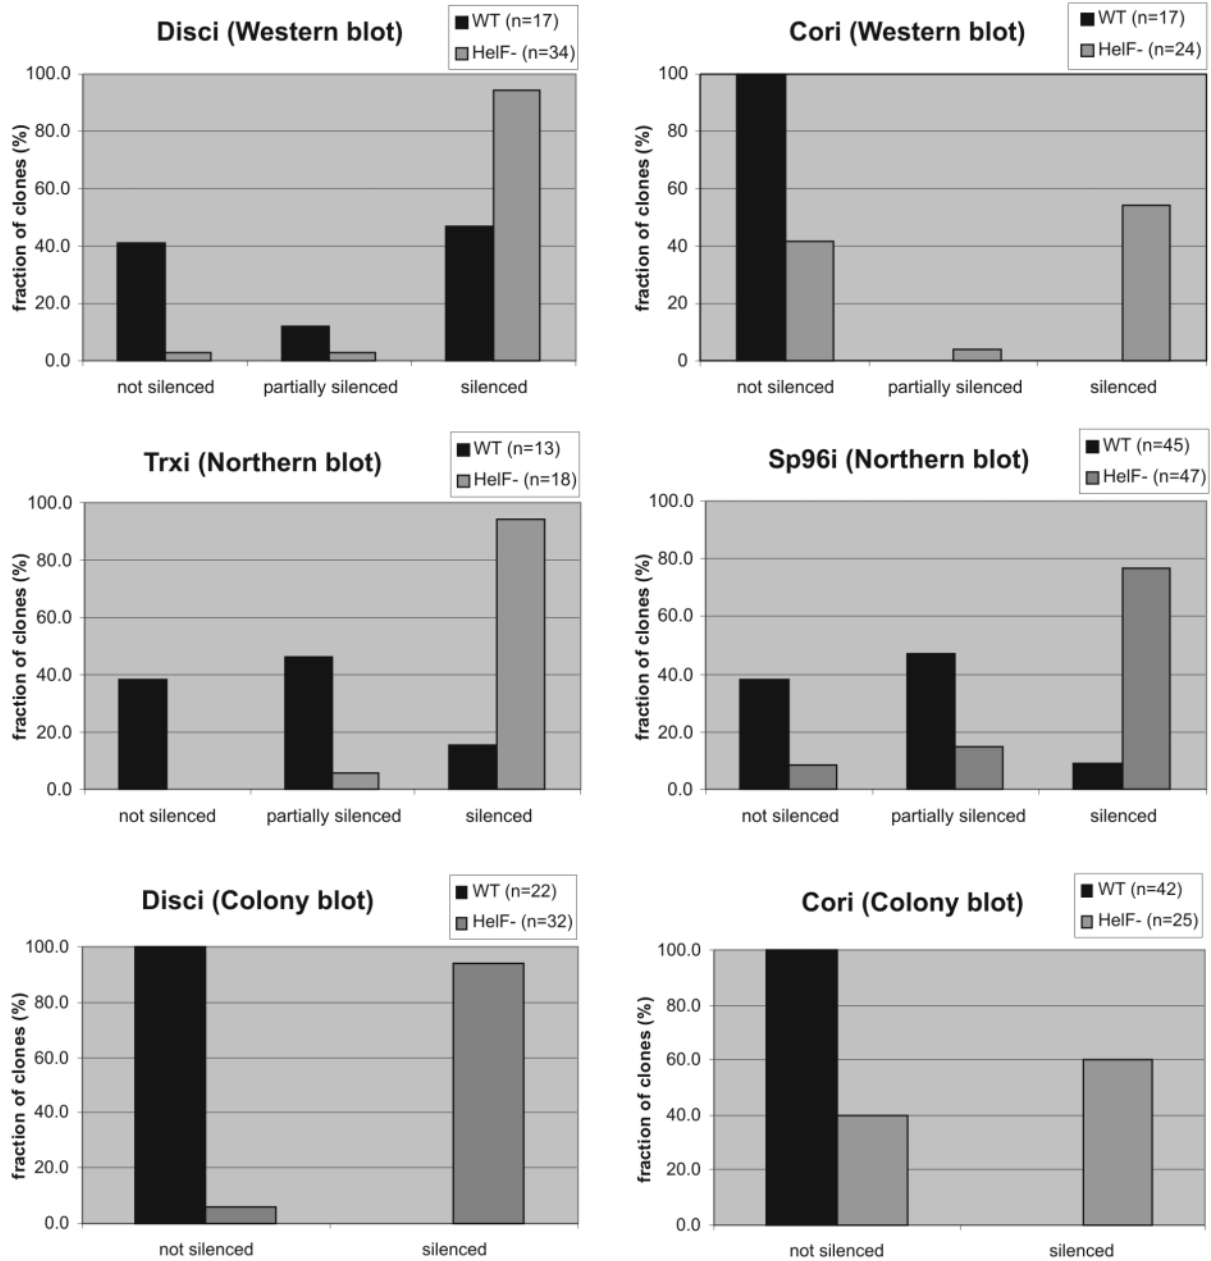 Disci (Western blot)
WT (n=17)
HelF- (n=34)
fraction of clones (%)
100.0
80.0
60.0
40.0
20.0
0.0
not silenced partially silenced silenced
Cori (Western blot)
WT (n=17)
HelF- (n=24)
fraction of clones (%)
100.0
80
60
40
20
0
not silenced partially silenced silenced
Trxi (Northern blot)
WT (n=13)
HelF- (n=18)
fraction of clones (%)
100.0
80.0
60.0
40.0
20.0
0.0
not silenced partially silenced silenced
Sp96i (Northern blot)
WT (n=45)
HelF- (n=47)
fraction of clones (%)
100.0
80.0
60.0
40.0
20.0
0.0
not silenced partially silenced silenced
Disci (Colony blot)
WT (n=22)
HelF- (n=32)
fraction of clones (%)
100.0
80.0
60.0
40.0
20.0
0.0
not silenced silenced
Cori (Colony blot)
WT (n=42)
HelF- (n=25)
fraction of clones (%)
100.0
80.0
60.0
40.0
20.0
0.0
not silenced silenced